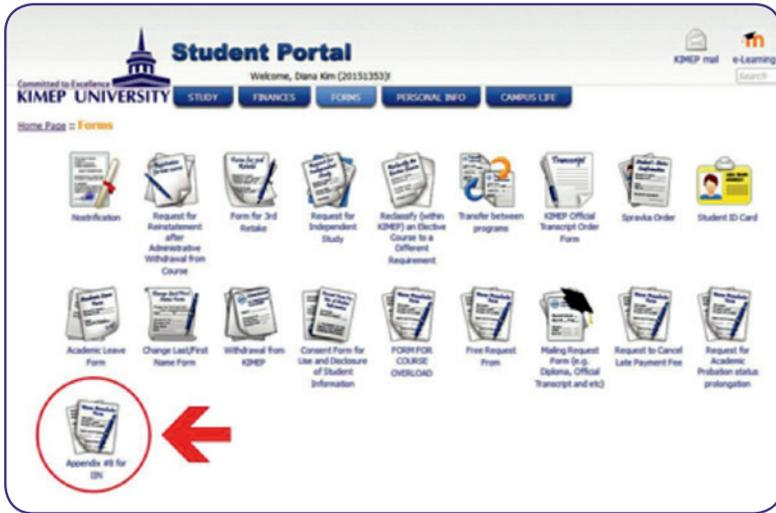 Student Portal
KIMEP mail
e-Learning
Welcome, Diana Kim (20151353)!
Search
Committed to Excellence
KIMEP UNIVERSITY
STUDY
FINANCES
FORMS
PERSONAL INFO
CAMPUS LIFE
Home Page :: Forms
Nostrification
Request for
Reinstatement
after
Administrative
Withdrawal from
Course
Form for 3rd
Retake
Request for
Independent
Study
Reclassify (within
KIMEP) an Elective
Course to a
Different
Requirement
Transfer between
programs
Transcript
KIMEP Official
Transcript Order
Form
Spravka Order
Student ID Card
Academic Leave
Form
Change Last/First
Name Form
Withdrawal from
KIMEP
Consent Form for
Use and Disclosure
of Student
Information
FORM FOR
COURSE
OVERLOAD
Free Request
From
Mailing Request
Form (e.g.
Diploma, Official
Transcript and etc)
Request to Cancel
Late Payment Fee
Request for
Academic
Probation status
prolongation
Appendix #8 for
IIN